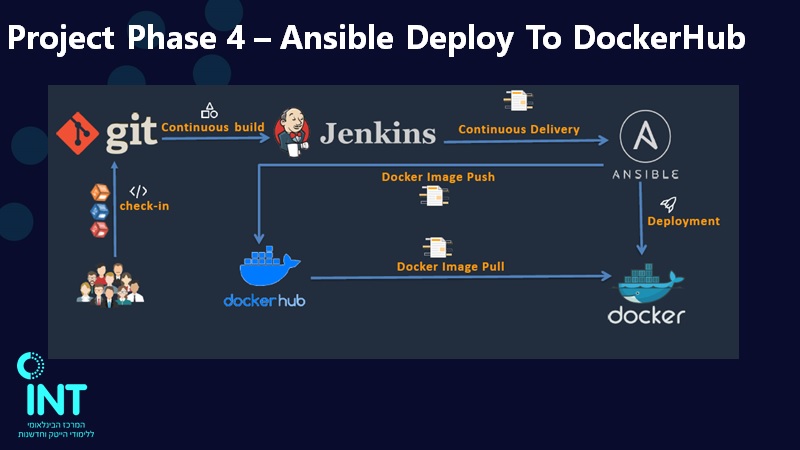 Project Phase 4 – Ansible Deploy To DockerHub
git
Continuous build
Jenkins
Continuous Delivery
ANSIBLE
Docker Image Push
</>
check-in
Deployment
Docker Image Pull
dockerhub
docker
INT
המרכז הבינלאומי
ללימודי הייטק וחדשנות